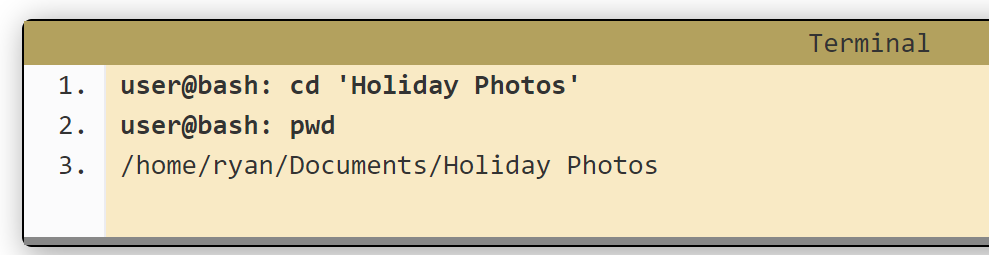 Terminal
1. user@bash: cd 'Holiday Photos'
2. user@bash: pwd
3. /home/ryan/Documents/Holiday Photos